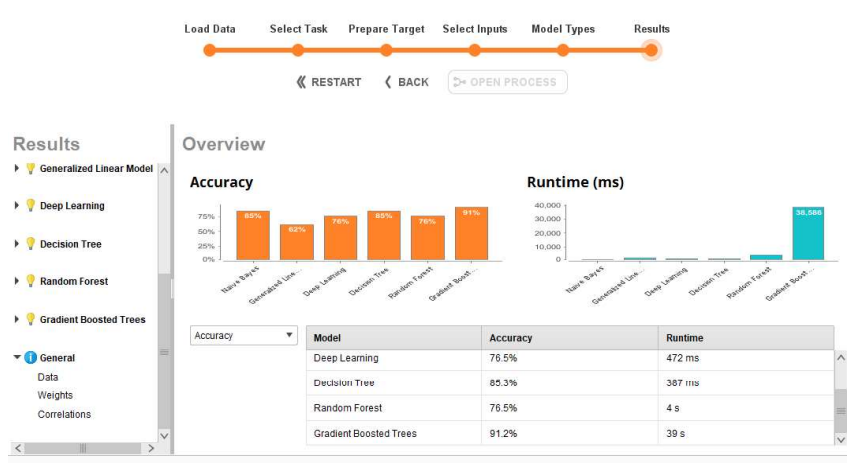 Load Data Select Task Prepare Target Select Inputs Model Types Results
RESTART BACK OPEN PROCESS
Results
Generalized Linear Model
Deep Learning
Decision Tree
Random Forest
Gradient Boosted Trees
General
Data
Weights
Correlations
Overview
Accuracy
75%
50%
25%
0%
62%
76%
85%
76%
91%
Naive Bayes
Generalized Line...
Deep Learning
Decision Tree
Random Forest
Gradient Boost...
Runtime (ms)
40,000
30,000
20,000
10,000
0
38,586
Naive Bayes
Generalized Line...
Deep Learning
Decision Tree
Random Forest
Gradient Boost...
Accuracy
Model Accuracy Runtime
Deep Learning 76.5% 472 ms
Decision Tree 85.3% 387 ms
Random Forest 76.5% 4 s
Gradient Boosted Trees 91.2% 39 s